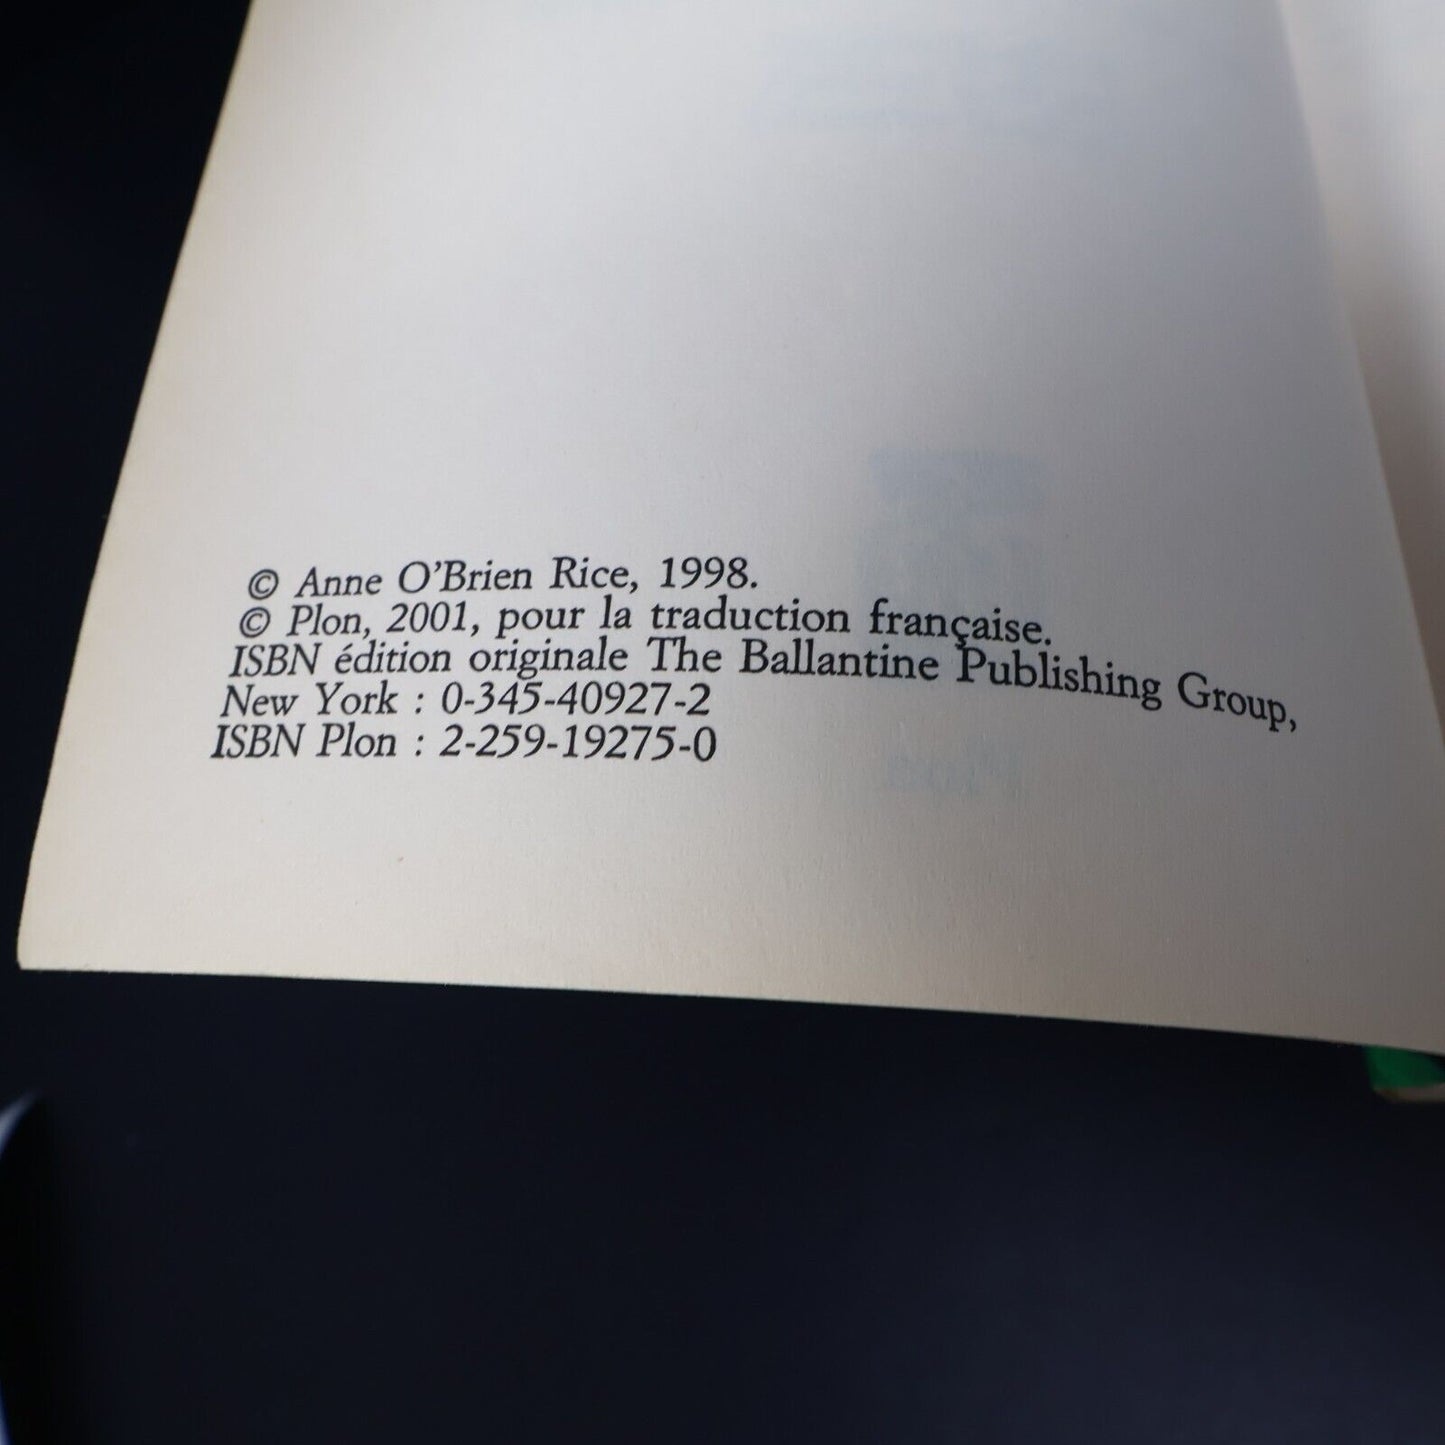 © Anne O’Brien Rice, 1998.
© Plon, 2001, pour la traduction française.
ISBN édition originale The Ballantine Publishing Group,
New York : 0-345-40927-2
ISBN Plon : 2-259-19275-0